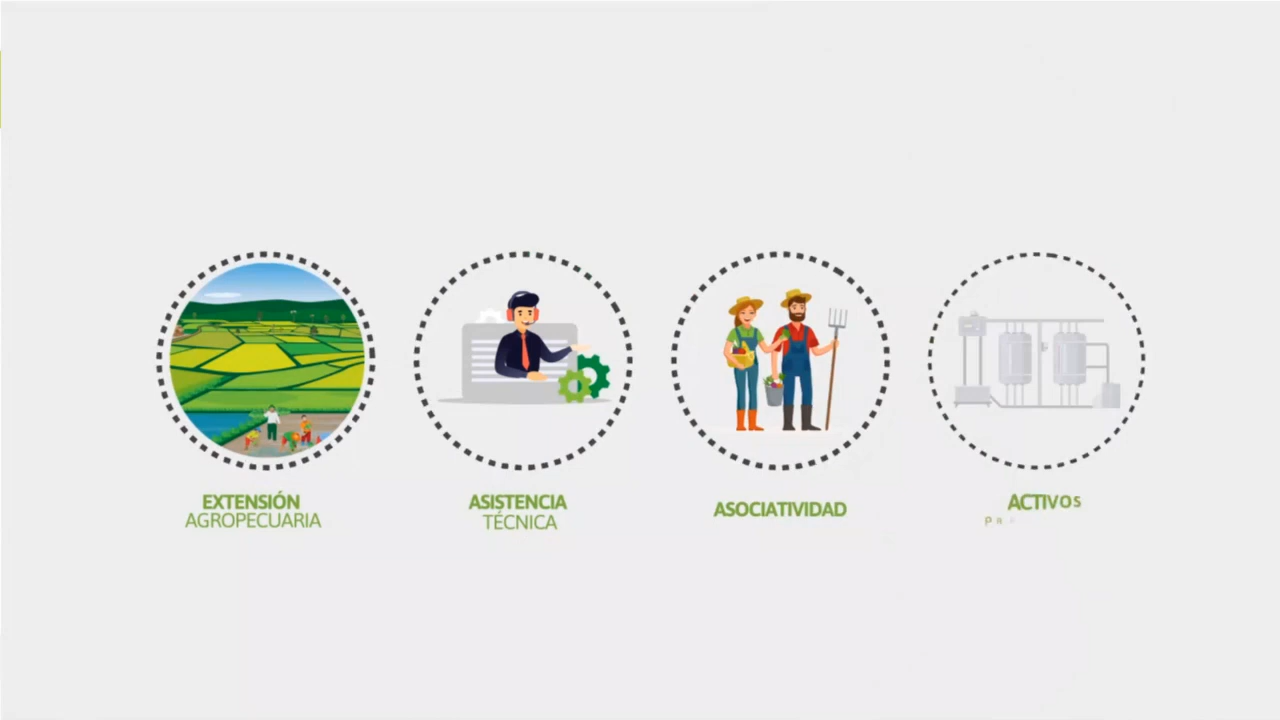 EXTENSIÓN
AGROPECUARIA
ASISTENCIA
TÉCNICA
ASOCIATIVIDAD
ACTIVOS